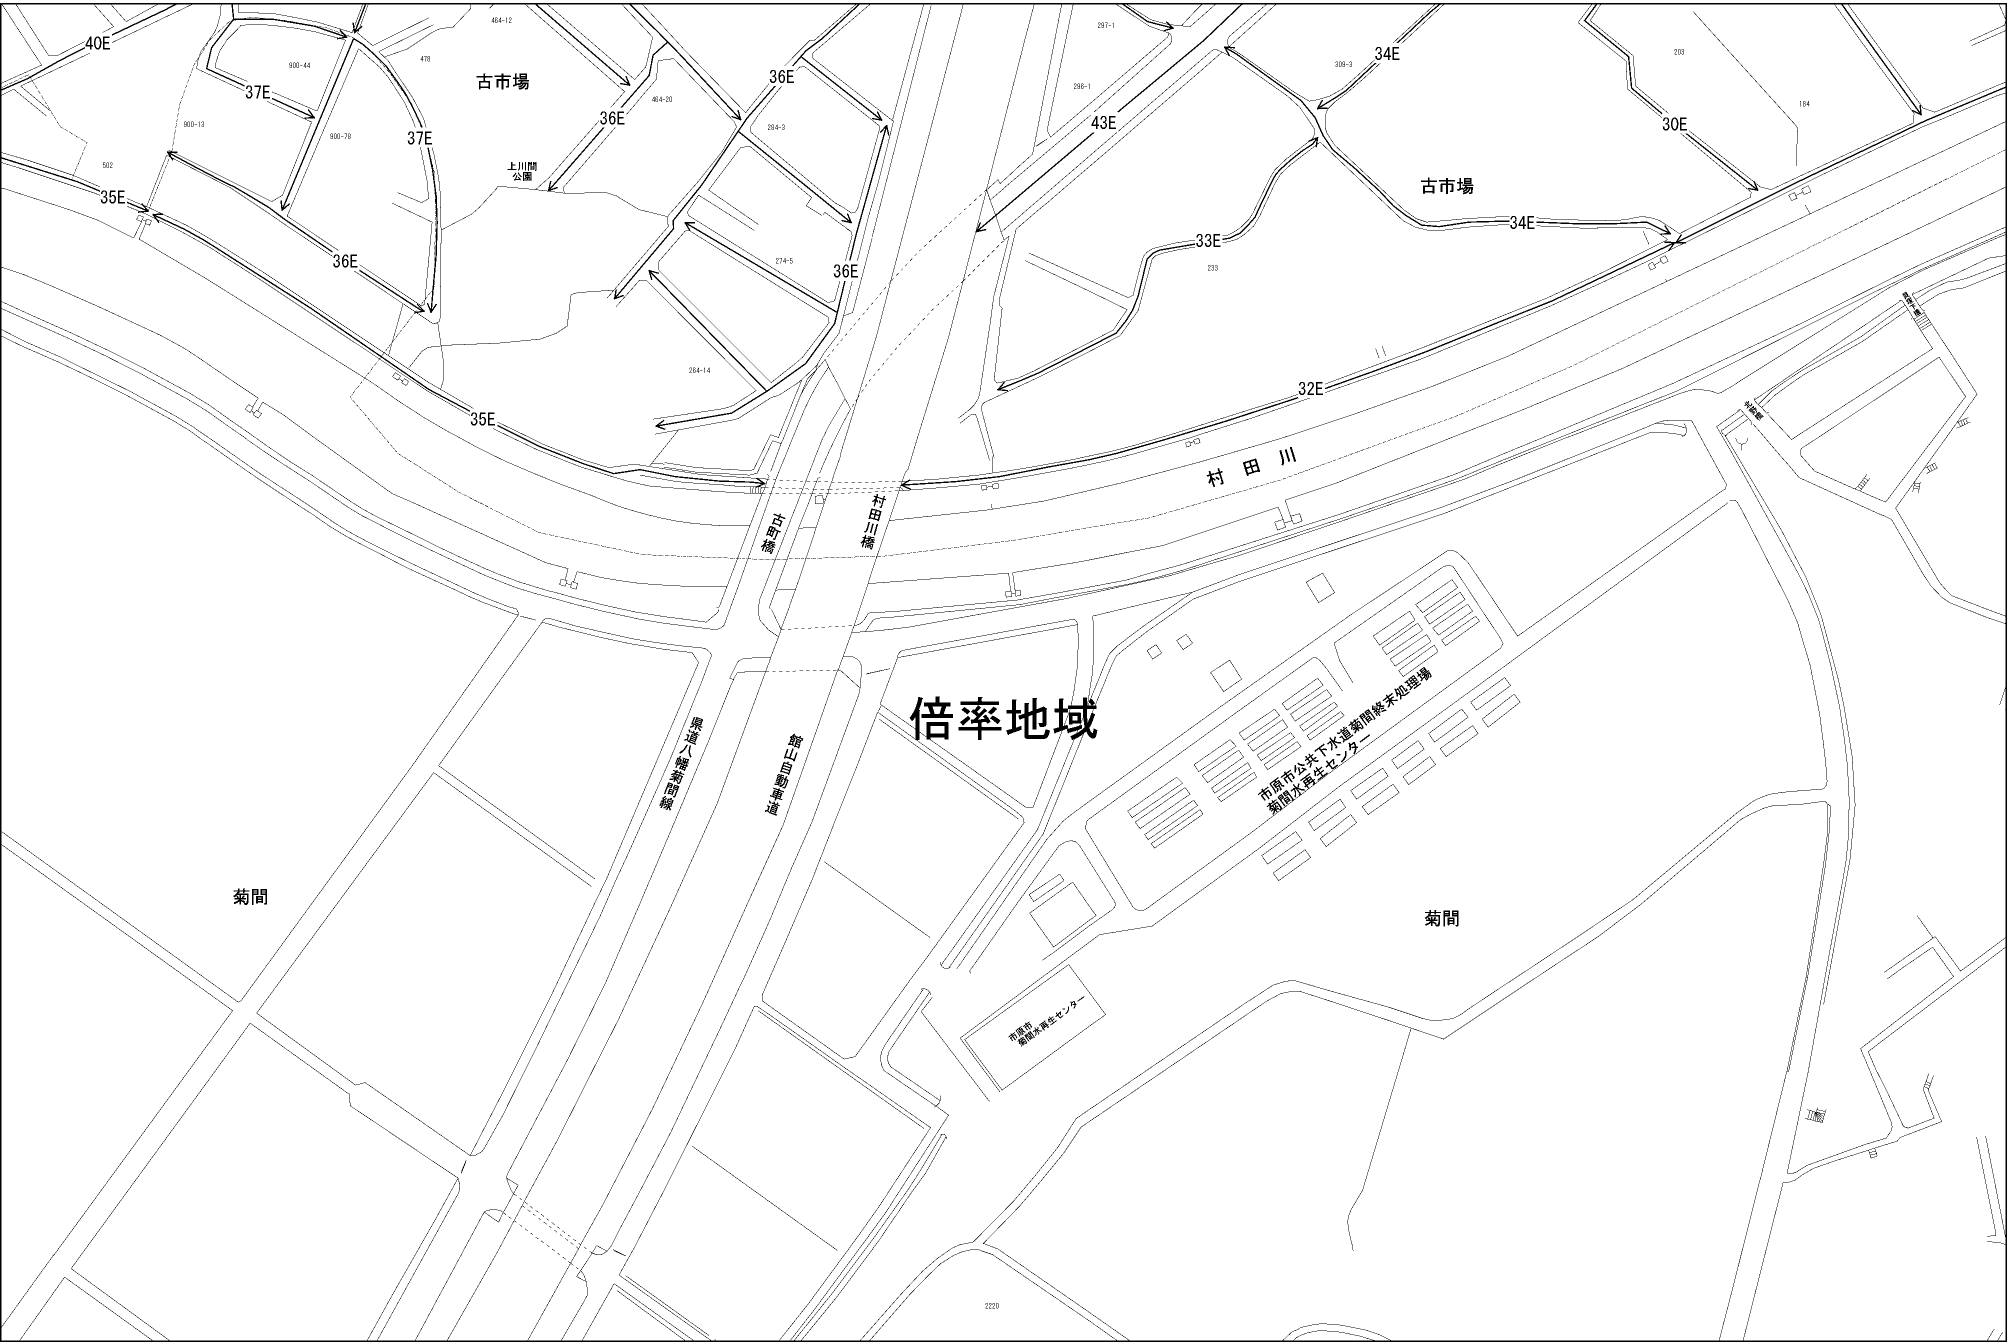 464-12
297-1
40E
203
34E
309-3
478
900-44
古市場
36E
296-1
37E
464-20
184
36E
43E
900-13
900-78
37E
284-3
30E
502
上川間
公園
古市場
35E
34E
33E
36E
274-5
36E
233
264-14
32E
35E
村田川
村田川橋
古町橋
倍率地域
県道八幡菊間線
館山自動車道
市原市公共下水道菊間終末処理場
菊間水再生センター
菊間
菊間
市原市
菊間水再生センター
2220